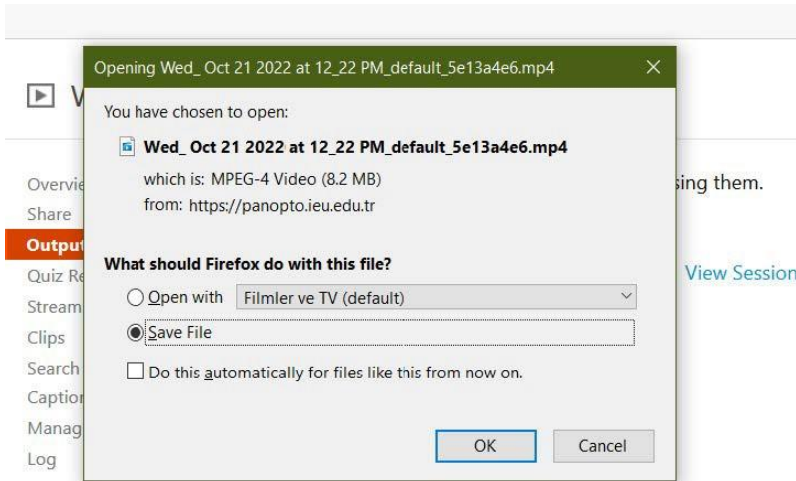 Opening Wed_ Oct 21 2022 at 12_22 PM_default_5e13a4e6.mp4
You have chosen to open:
Wed_ Oct 21 2022 at 12_22 PM_default_5e13a4e6.mp4
which is: MPEG-4 Video (8.2 MB)
from: https://panopto.ieu.edu.tr
sing them.
What should Firefox do with this file?
Open with Filmler ve TV (default)
Save File
Do this automatically for files like this from now on.
OK Cancel
View Session
Overvie
Share
Output
Quiz Re
Stream
Clips
Search
Caption
Manag
Log